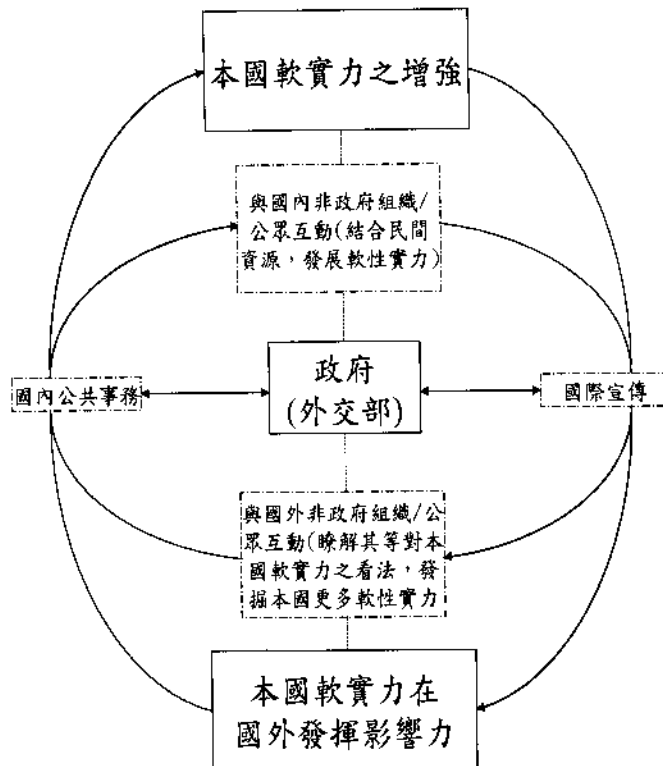 本國軟實力之增強
與國內非政府組織/
公眾互動(結合民間
資源，發展軟性實力)
國內公共事務
政府
(外交部)
國際宣傳
與國外非政府組織/公
眾互動(瞭解其等對本
國軟實力之看法，發
掘本國更多軟性實力
本國軟實力在
國外發揮影響力